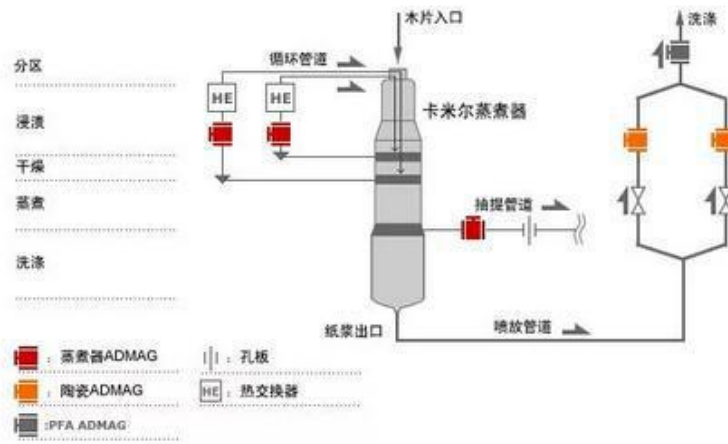 木片入口
洗涤
循环管道
分区
HE
HE
卡米尔蒸煮器
浸渍
干燥
蒸煮
抽提管道
洗涤
纸浆出口
喷放管道
: 蒸煮器ADMAG
: 孔板
: 陶瓷ADMAG
HE : 热交换器
:PFA ADMAG